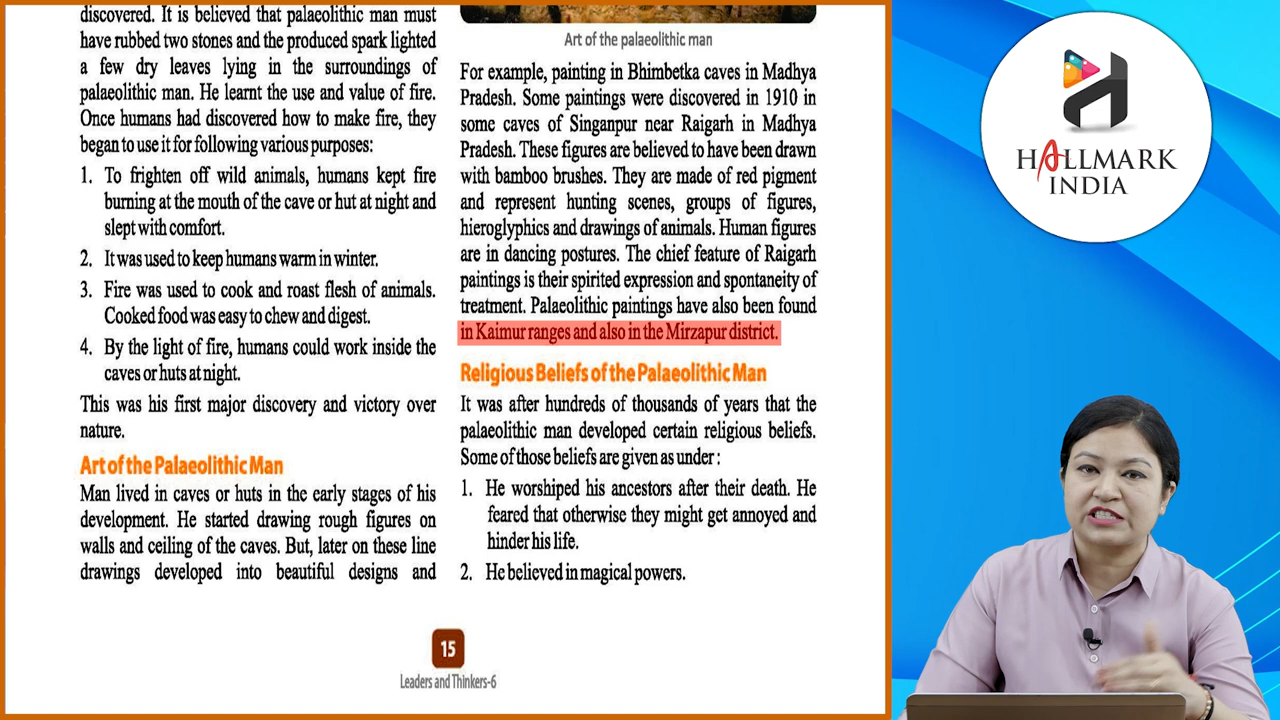 discovered. It is believed that palaeolithic man must
have rubbed two stones and the produced spark lighted
a few dry leaves lying in the surroundings of
palaeolithic man. He learnt the use and value of fire.
Once humans had discovered how to make fire, they
began to use it for following various purposes:
1. To frighten off wild animals, humans kept fire
burning at the mouth of the cave or hut at night and
slept with comfort.
2. It was used to keep humans warm in winter.
3. Fire was used to cook and roast flesh of animals.
Cooked food was easy to chew and digest.
4. By the light of fire, humans could work inside the
caves or huts at night.
This was his first major discovery and victory over
nature.
Art of the Palaeolithic Man
Man lived in caves or huts in the early stages of his
development. He started drawing rough figures on
walls and ceiling of the caves. But, later on these line
drawings developed into beautiful designs and
Art of the palaeolithic man
For example, painting in Bhimbetka caves in Madhya
Pradesh. Some paintings were discovered in 1910 in
some caves of Singanpur near Raigarh in Madhya
Pradesh. These figures are believed to have been drawn
with bamboo brushes. They are made of red pigment
and represent hunting scenes, groups of figures,
hieroglyphics and drawings of animals. Human figures
are in dancing postures. The chief feature of Raigarh
paintings is their spirited expression and spontaneity of
treatment. Palaeolithic paintings have also been found
in Kaimur ranges and also in the Mirzapur district.
Religious Beliefs of the Palaeolithic Man
It was after hundreds of thousands of years that the
palaeolithic man developed certain religious beliefs.
Some of those beliefs are given as under :
1. He worshiped his ancestors after their death. He
feared that otherwise they might get annoyed and
hinder his life.
2. He believed in magical powers.
15
Leaders and Thinkers-6
HALLMARK
INDIA